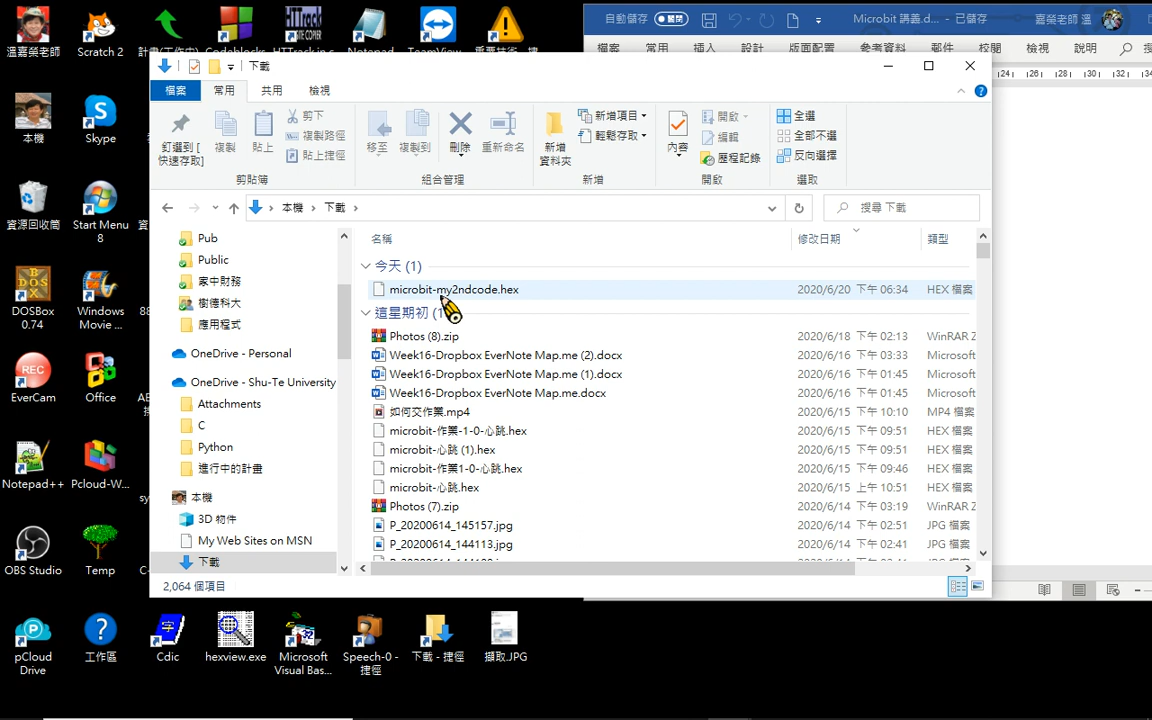 自動儲存
Microbit 講義.d... - 已儲存
嘉榮老師 溫
檔案 常用 插入 設計 版面配置 參考資料 郵件 校閱 檢視 說明
|24| |26| |28| |30| |32|
溫嘉榮老師
Scratch 2
Codeblocks
Notepad
TeamView
本機
Skype
資源回收筒
Start Menu 8
DOSBox 0.74
Windows Movie ...
EverCam
Office
Notepad++
Pcloud-W...
OBS Studio
Temp
pCloud Drive
工作區
Cdic
hexview.exe
Microsoft Visual Bas...
Speech-0 - 捷徑
下載 - 捷徑
擷取.JPG
下載
檔案 常用 共用 檢視
釘選到 [快速存取]
複製
貼上
剪下
複製路徑
貼上捷徑
剪貼簿
移至
複製到
刪除
重新命名
組合管理
新增資料夾
新增項目
輕鬆存取
新增
內容
開啟
編輯
歷程記錄
開啟
全選
全部不選
反向選擇
選取
本機 下載
搜尋 下載
Pub
Public
家中財務
樹德科大
應用程式
OneDrive - Personal
OneDrive - Shu-Te University
Attachments
C
Python
進行中的計畫
本機
3D 物件
My Web Sites on MSN
下載
名稱 修改日期 類型
今天 (1)
microbit-my2ndcode.hex 2020/6/20 下午 06:34 HEX 檔案
這星期初
Photos (8).zip 2020/6/18 下午 02:13 WinRAR Z
Week16-Dropbox EverNote Map.me (2).docx 2020/6/16 下午 03:33 Microsoft
Week16-Dropbox EverNote Map.me (1).docx 2020/6/16 下午 01:45 Microsoft
Week16-Dropbox EverNote Map.me.docx 2020/6/16 下午 01:45 Microsoft
如何交作業.mp4 2020/6/15 下午 10:10 MP4 檔案
microbit-作業-1-0-心跳.hex 2020/6/15 下午 09:51 HEX 檔案
microbit-心跳 (1).hex 2020/6/15 下午 09:51 HEX 檔案
microbit-作業1-0-心跳.hex 2020/6/15 下午 09:46 HEX 檔案
microbit-心跳.hex 2020/6/15 上午 10:51 HEX 檔案
Photos (7).zip 2020/6/14 下午 03:19 WinRAR Z
P_20200614_145157.jpg 2020/6/14 下午 02:51 JPG 檔案
P_20200614_144113.jpg 2020/6/14 下午 02:41 JPG 檔案
2,064 個項目